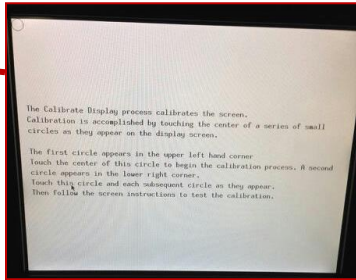 The Calibrate Display process calibrates the screen.
Calibration is accomplished by touching the center of a series of small
circles as they appear on the display screen.
The first circle appears in the upper left hand corner
Touch the center of this circle to begin the calibration process. A second
circle appears in the lower right corner.
Touch this circle and each subsequent circle as they appear.
Then follow the screen instructions to test the calibration.